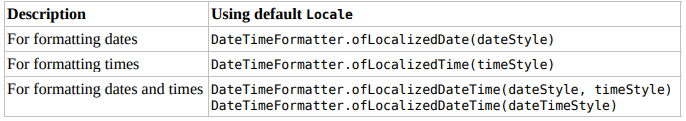 Description Using default Locale
For formatting dates DateTimeFormatter.ofLocalizedDate(dateStyle)
For formatting times DateTimeFormatter.ofLocalizedTime(timeStyle)
For formatting dates and times DateTimeFormatter.ofLocalizedDateTime(dateStyle, timeStyle)
DateTimeFormatter.ofLocalizedDateTime(dateTimeStyle)